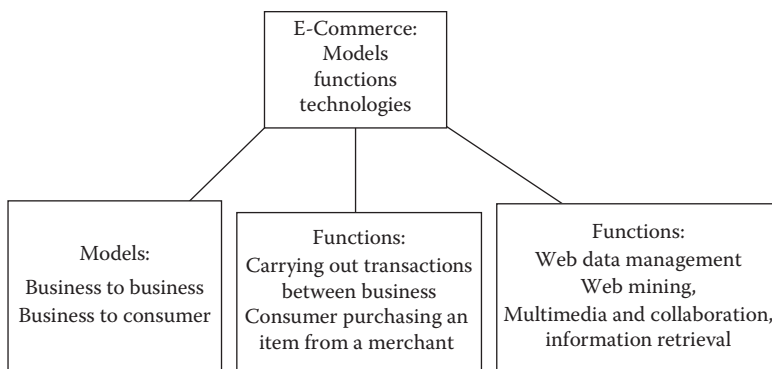 E-Commerce:
Models
functions
technologies
Models:
Business to business
Business to consumer
Functions:
Carrying out transactions
between business
Consumer purchasing an
item from a merchant
Functions:
Web data management
Web mining,
Multimedia and collaboration,
information retrieval